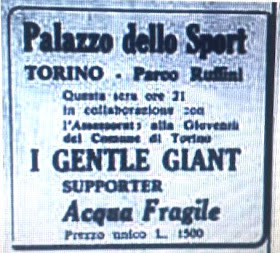 Palazzo dello Sport
TORINO - Parco Ruffini
Questa sera ore 21
in collaborazione con
l'Assessorato alla Gioventù
del Comune di Torino
I GENTLE GIANT
SUPPORTER
Acqua Fragile
Prezzo unico L. 1500